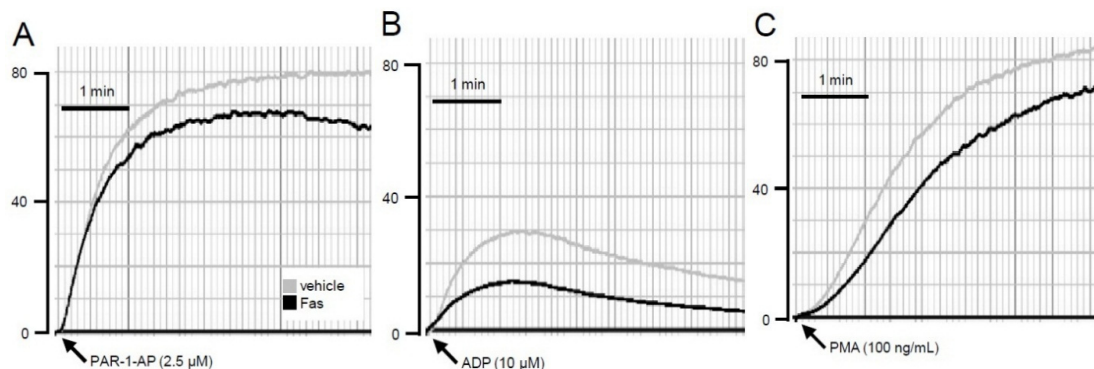 A
80
1 min
40
0
vehicle
Fas
PAR-1-AP (2.5 µM)
B
80
1 min
40
0
ADP (10 µM)
C
80
1 min
40
0
PMA (100 ng/mL)